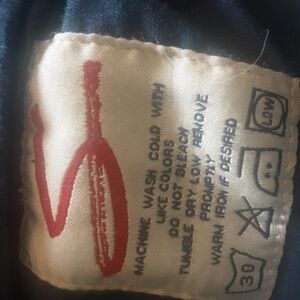 MACHINE WASH COLD WITH
LIKE COLORS
DO NOT BLEACH
TUMBLE DRY LOW REMOVE
PROMPTLY
WARM IRON IF DESIRED
30
LOW